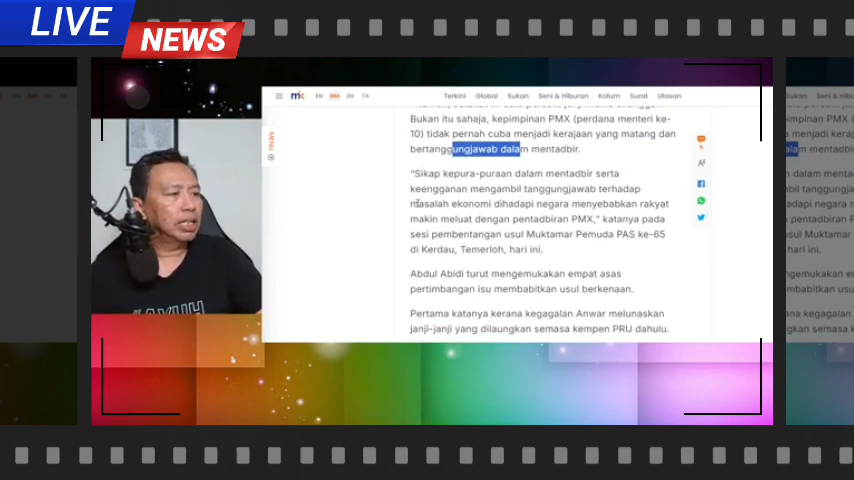 LIVE
NEWS
mk EN BM ZH TA Terkini Global Sukan Seni & Hiburan Kolum Surat Ulasan
MENU
Bukan itu sahaja, kepimpinan PMX (perdana menteri ke-
10) tidak pernah cuba menjadi kerajaan yang matang dan
bertanggungjawab dalam mentadbir.
“Sikap kepura-puraan dalam mentadbir serta
keengganan mengambil tanggungjawab terhadap
masalah ekonomi dihadapi negara menyebabkan rakyat
makin meluat dengan pentadbiran PMX,” katanya pada
sesi pembentangan usul Muktamar Pemuda PAS ke-65
di Kerdau, Temerloh, hari ini.
Abdul Abidi turut mengemukakan empat asas
pertimbangan isu membabitkan usul berkenaan.
Pertama katanya kerana kegagalan Anwar melunaskan
janji-janji yang dilaungkan semasa kempen PRU dahulu.